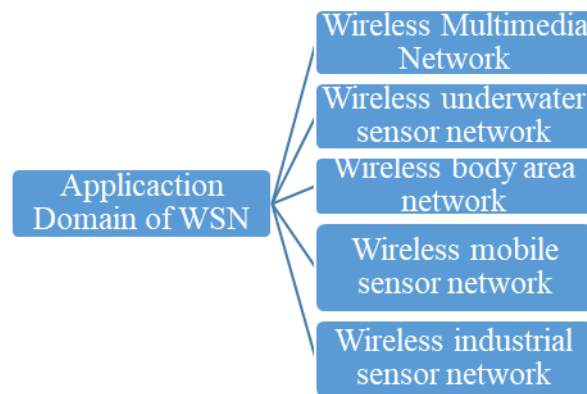 Wireless Multimedia
Network
Wireless underwater
sensor network
Applicaction
Domain of WSN
Wireless body area
network
Wireless mobile
sensor network
Wireless industrial
sensor network